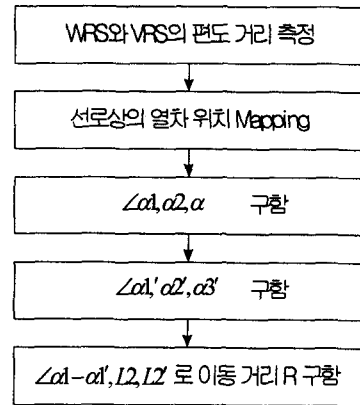 WRS와 VRS의 편도 거리 측정
선로상의 열차 위치 Mapping
∠α1,α2,α 구함
∠α1,'α2',α3' 구함
∠α1-α1',L2,L2' 로 이동 거리 R 구함